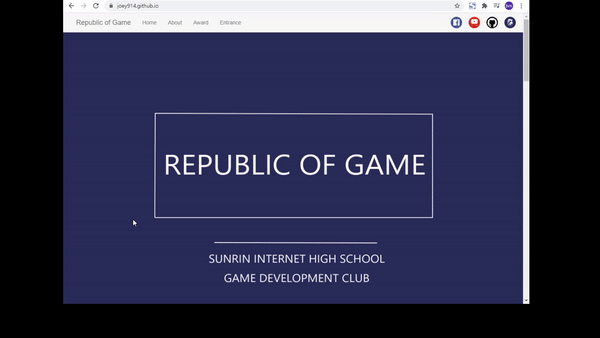 joey914.github.io
Republic of Game Home About Award Entrance
REPUBLIC OF GAME
SUNRIN INTERNET HIGH SCHOOL
GAME DEVELOPMENT CLUB